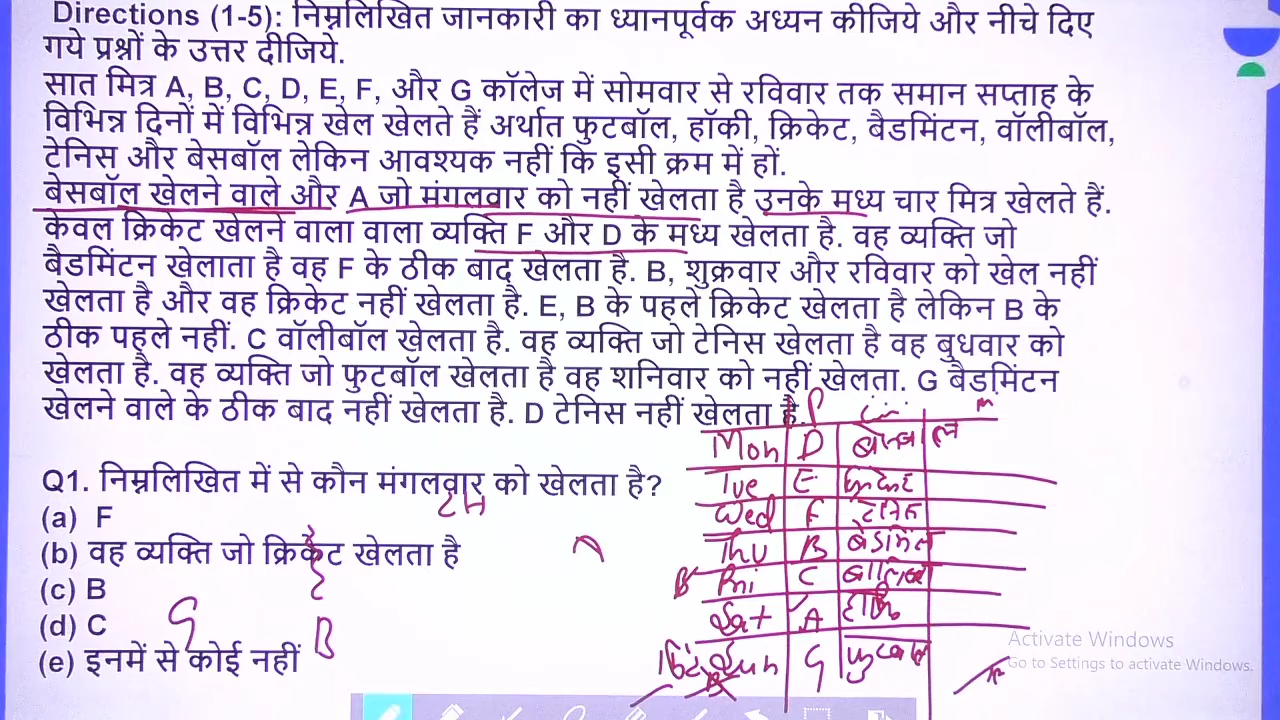 Directions (1-5): निम्नलिखित जानकारी का ध्यानपूर्वक अध्यन कीजिये और नीचे दिए
गये प्रश्नों के उत्तर दीजिये.
सात मित्र A, B, C, D, E, F, और G कॉलेज में सोमवार से रविवार तक समान सप्ताह के
विभिन्न दिनों में विभिन्न खेल खेलते हैं अर्थात फुटबॉल, हॉकी, क्रिकेट, बैडमिंटन, वॉलीबॉल,
टेनिस और बेसबॉल लेकिन आवश्यक नहीं कि इसी क्रम में हों.
बेसबॉल खेलने वाले और A जो मंगलवार को नहीं खेलता है उनके मध्य चार मित्र खेलते हैं.
केवल क्रिकेट खेलने वाला वाला व्यक्ति F और D के मध्य खेलता है. वह व्यक्ति जो
बैडमिंटन खेलाता है वह F के ठीक बाद खेलता है. B, शुक्रवार और रविवार को खेल नहीं
खेलता है और वह क्रिकेट नहीं खेलता है. E, B के पहले क्रिकेट खेलता है लेकिन B के
ठीक पहले नहीं. C वॉलीबॉल खेलता है. वह व्यक्ति जो टेनिस खेलता है वह बुधवार को
खेलता है. वह व्यक्ति जो फुटबॉल खेलता है वह शनिवार को नहीं खेलता. G बैडमिंटन
खेलने वाले के ठीक बाद नहीं खेलता है. D टेनिस नहीं खेलता है.
Mon D
Q1. निम्नलिखित में से कौन मंगलवार को खेलता है?
Tue E क्रिकेट
(a) F
Wed F टेनिस
(b) वह व्यक्ति जो क्रिकेट खेलता है
A
Thu B
(c) B
Fri C
(d) C
G
Sat A
B
(e) इनमें से कोई नहीं
Sun G
Activate Windows
Go to Settings to activate Windows.